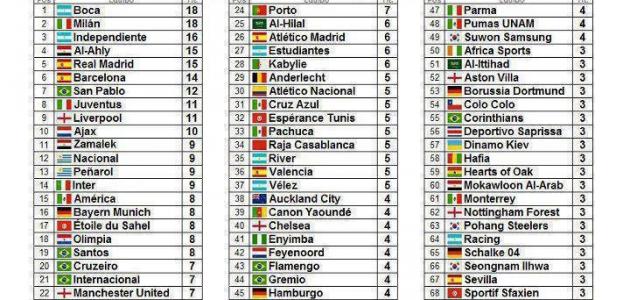 1 Boca 18
2 Milán 18
3 Independiente 16
4 Al-Ahly 15
5 Real Madrid 15
6 Barcelona 14
7 San Pablo 12
8 Juventus 11
9 Liverpool 11
10 Ajax 10
11 Zamalek 9
12 Nacional 9
13 Peñarol 9
14 Inter 9
15 América 8
16 Bayern Munich 8
17 Étoile du Sahel 8
18 Olimpia 8
19 Santos 8
20 Cruzeiro 7
21 Internacional 7
22 Manchester United 7
24 Porto 7
25 Al-Hilal 6
26 Atlético Madrid 6
27 Estudiantes 6
28 Kabylie 6
29 Anderlecht 5
30 Atlético Nacional 5
31 Cruz Azul 5
32 Espérance Tunis 5
33 Pachuca 5
34 Raja Casablanca 5
35 River 5
36 Valencia 5
37 Vélez 5
38 Auckland City 4
39 Canon Yaoundé 4
40 Chelsea 4
41 Enyimba 4
42 Feyenoord 4
43 Flamengo 4
44 Gremio 4
45 Hamburgo 4
47 Parma 4
48 Pumas UNAM 4
49 Suwon Samsung 4
50 Africa Sports 3
51 Al-Ittihad 3
52 Aston Villa 3
53 Borussia Dortmund 3
54 Colo Colo 3
55 Corinthians 3
56 Deportivo Saprissa 3
57 Dinamo Kiev 3
58 Hafia 3
59 Hearts of Oak 3
60 Mokawloon Al-Arab 3
61 Monterrey 3
62 Nottingham Forest 3
63 Pohang Steelers 3
64 Racing 3
65 Schalke 04 3
66 Seongnam Ilhwa 3
67 Sevilla 3
68 Sportif Sfaxien 3